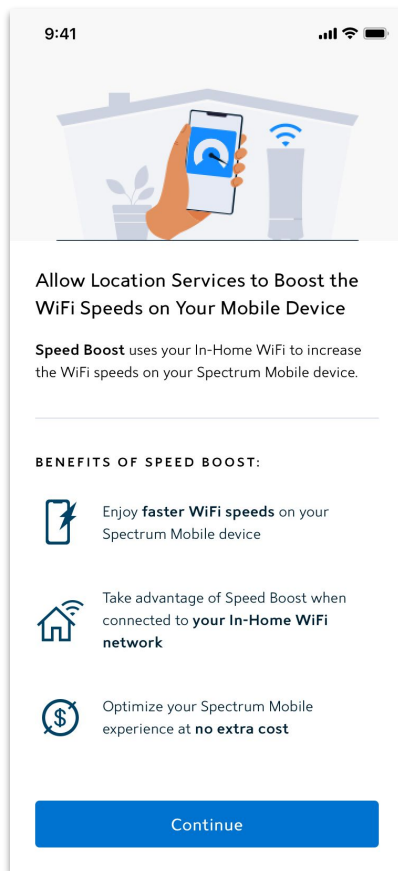 9:41
Allow Location Services to Boost the
WiFi Speeds on Your Mobile Device
Speed Boost uses your In-Home WiFi to increase
the WiFi speeds on your Spectrum Mobile device.
BENEFITS OF SPEED BOOST:
Enjoy faster WiFi speeds on your
Spectrum Mobile device
Take advantage of Speed Boost when
connected to your In-Home WiFi
network
$
Optimize your Spectrum Mobile
experience at no extra cost
Continue